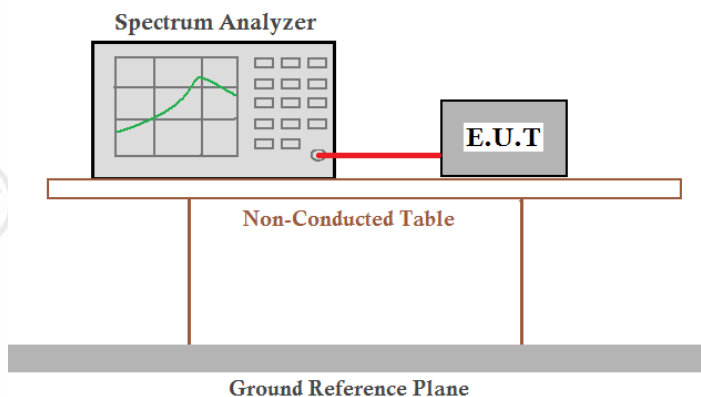 Spectrum Analyzer
E.U.T
Non-Conducted Table
Ground Reference Plane